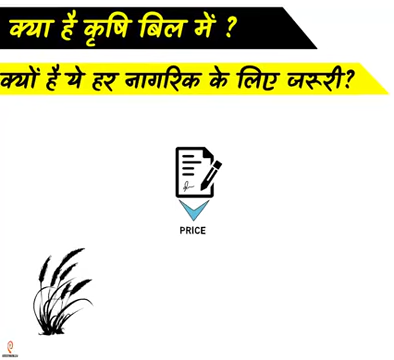 क्या है कृषि बिल में ?
क्यों है ये हर नागरिक के लिए जरूरी?
PRICE